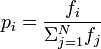 p_i = \frac{f_i}{\Sigma_{j=1}^{N} f_j}